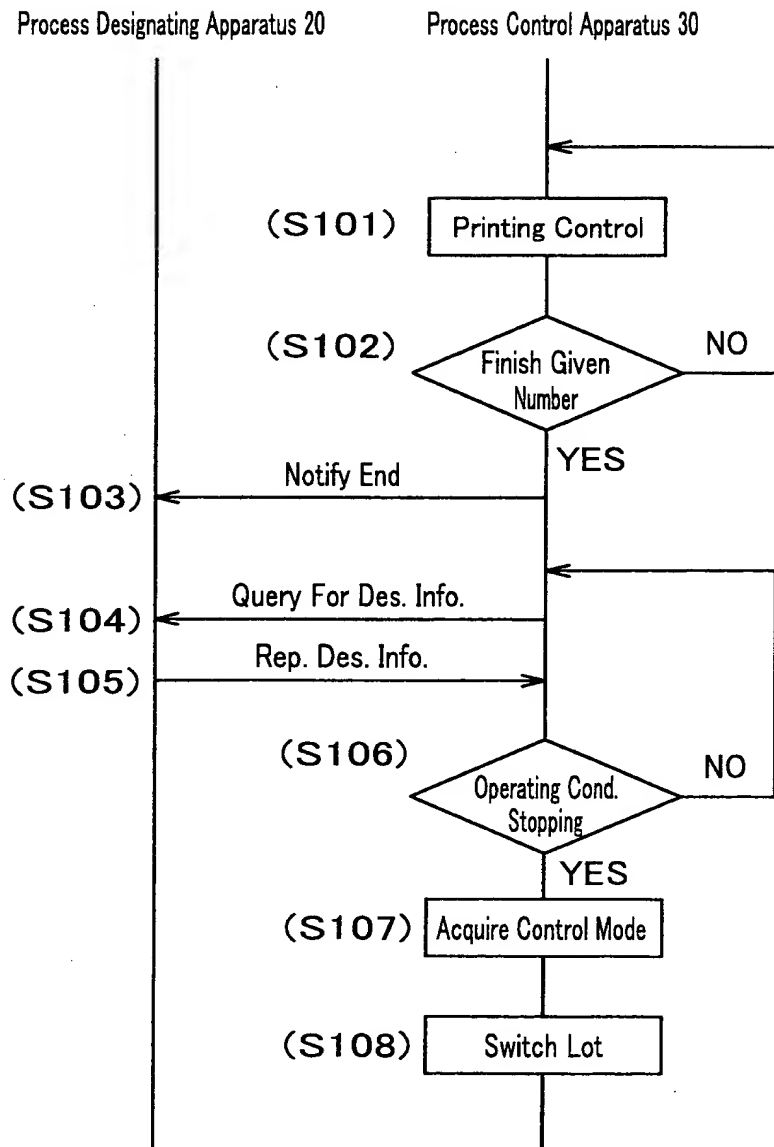 Process Designating Apparatus 20
Process Control Apparatus 30
(S101)
Printing Control
(S102)
Finish Given
Number
NO
YES
Notify End
(S103)
Query For Des. Info.
(S104)
Rep. Des. Info.
(S105)
(S106)
Operating Cond.
Stopping
NO
YES
(S107)
Acquire Control Mode
(S108)
Switch Lot